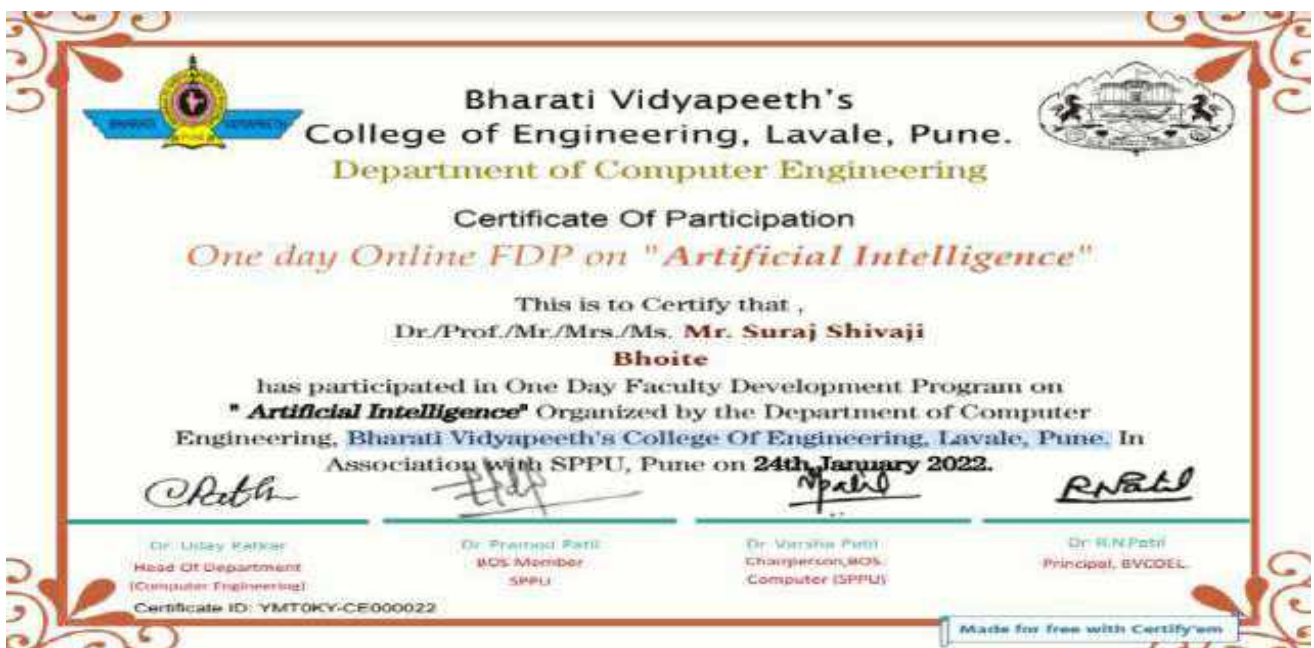 BHARATI VIDYAPEETH
Bharati Vidyapeeth's
College of Engineering, Lavale, Pune.
Department of Computer Engineering
Certificate Of Participation
One day Online FDP on "Artificial Intelligence"
This is to Certify that ,
Dr./Prof./Mr./Mrs./Ms. Mr. Suraj Shivaji
Bhoite
has participated in One Day Faculty Development Program on
" Artificial Intelligence" Organized by the Department of Computer
Engineering, Bharati Vidyapeeth's College Of Engineering, Lavale, Pune. In
Association with SPPU, Pune on 24th January 2022.
RNPatil
Dr. Uday Patkar
Dr Pramod Patil
Dr. Varsha Patil
Dr. R.N.Patil
Head Of Department
BOS Member
Chairperson,BOS.
Principal, BVCOEL.
(Computer Engineering)
SPPU
Computer (SPPU)
Certificate ID: YMT0KY-CE000022
Made for free with Certify'em